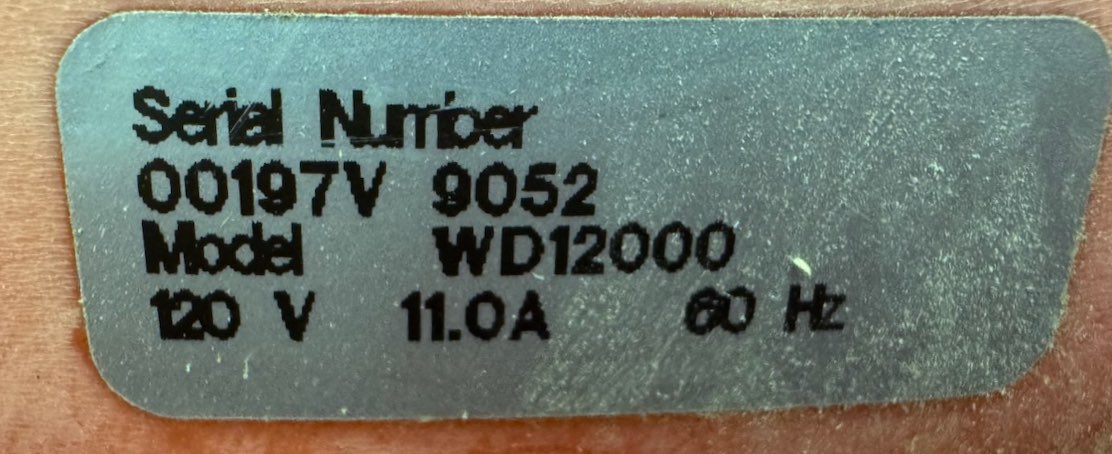 Serial Number
00197V 9052
Model WD12000
120 V 11.0A 60 Hz